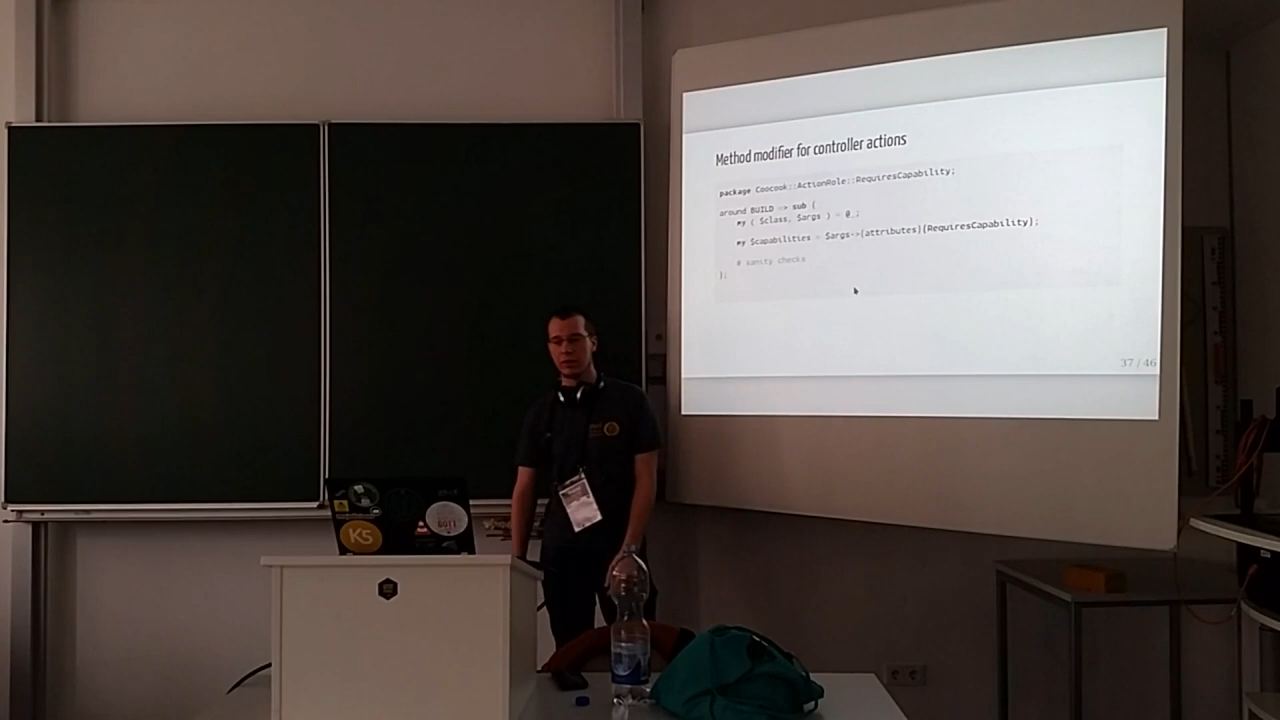 Method modifier for controller actions
package Coocook::ActionRole::RequiresCapability;
around BUILD => sub {
my ( $class, $args ) = @_;
my $capabilities = $args->{attributes}{RequiresCapability};
# sanity checks
};
37 / 46
K5